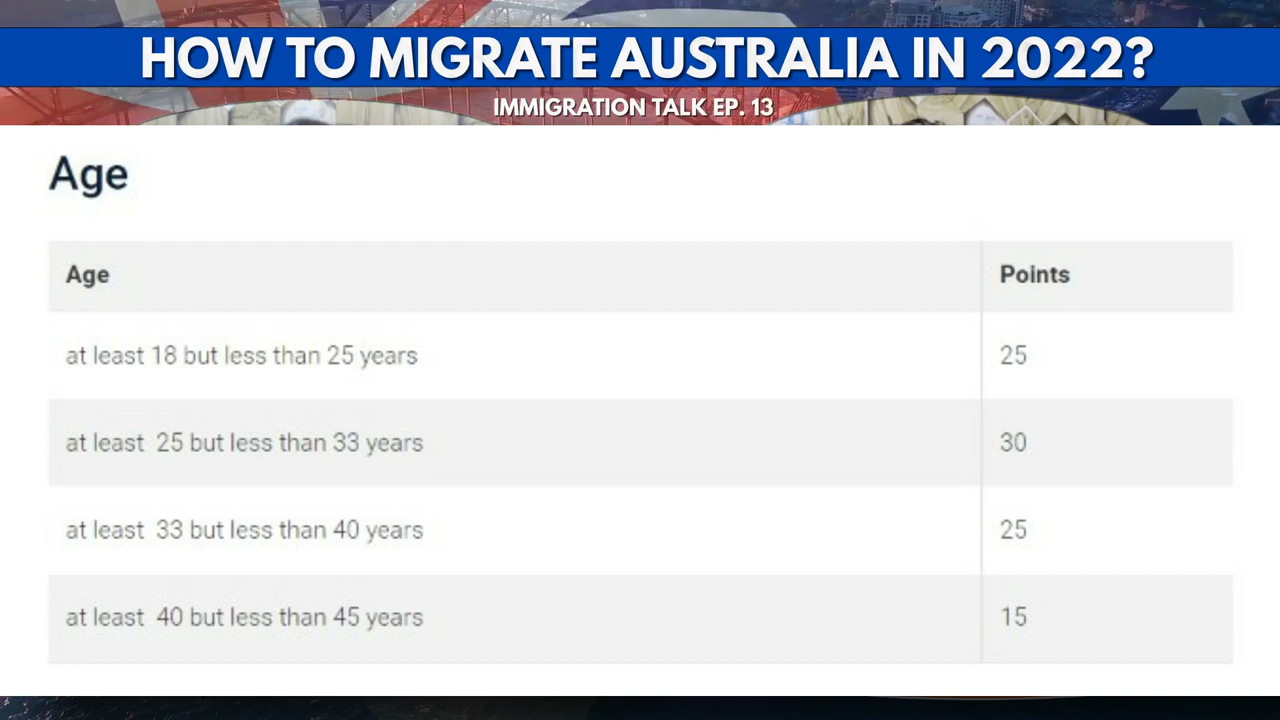 HOW TO MIGRATE AUSTRALIA IN 2022?
IMMIGRATION TALK EP. 13
Age
Age Points
at least 18 but less than 25 years 25
at least 25 but less than 33 years 30
at least 33 but less than 40 years 25
at least 40 but less than 45 years 15